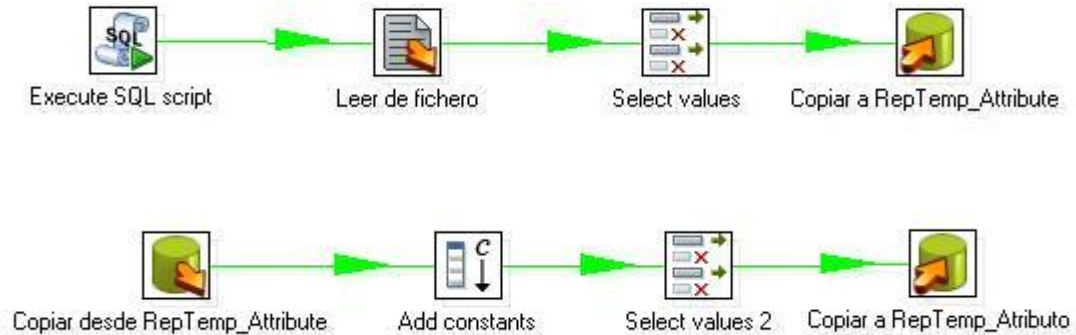 SQL
Execute SQL script
Leer de fichero
Select values
Copiar a RepTemp_Attribute
C
Copiar desde RepTemp_Attribute
Add constants
Select values 2
Copiar a RepTemp_Atributo